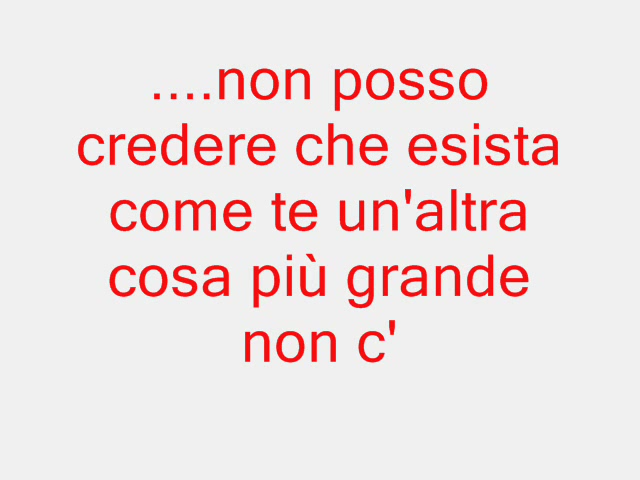 ....non posso
credere che esista
come te un'altra
cosa più grande
non c'